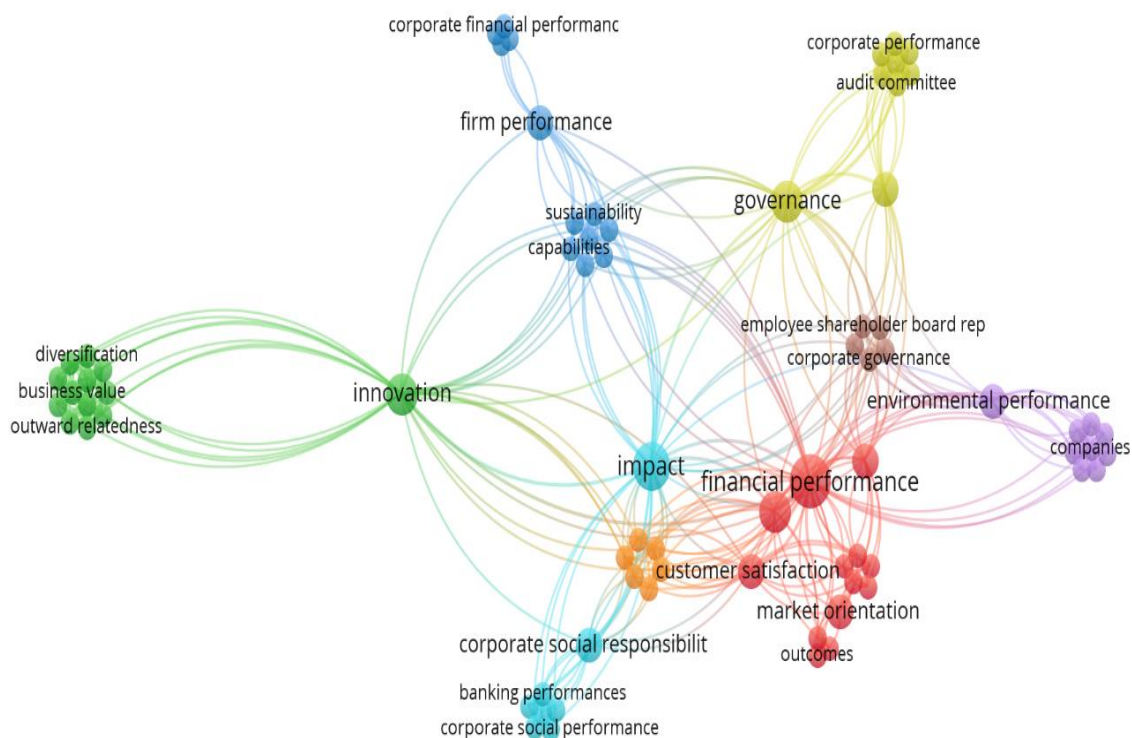 corporate financial performanc
corporate performance
audit committee
firm performance
governance
sustainability
capabilities
employee shareholder board rep
corporate governance
diversification
business value
outward relatedness
innovation
environmental performance
companies
impact
financial performance
customer satisfaction
market orientation
outcomes
corporate social responsibilit
banking performances
corporate social performance